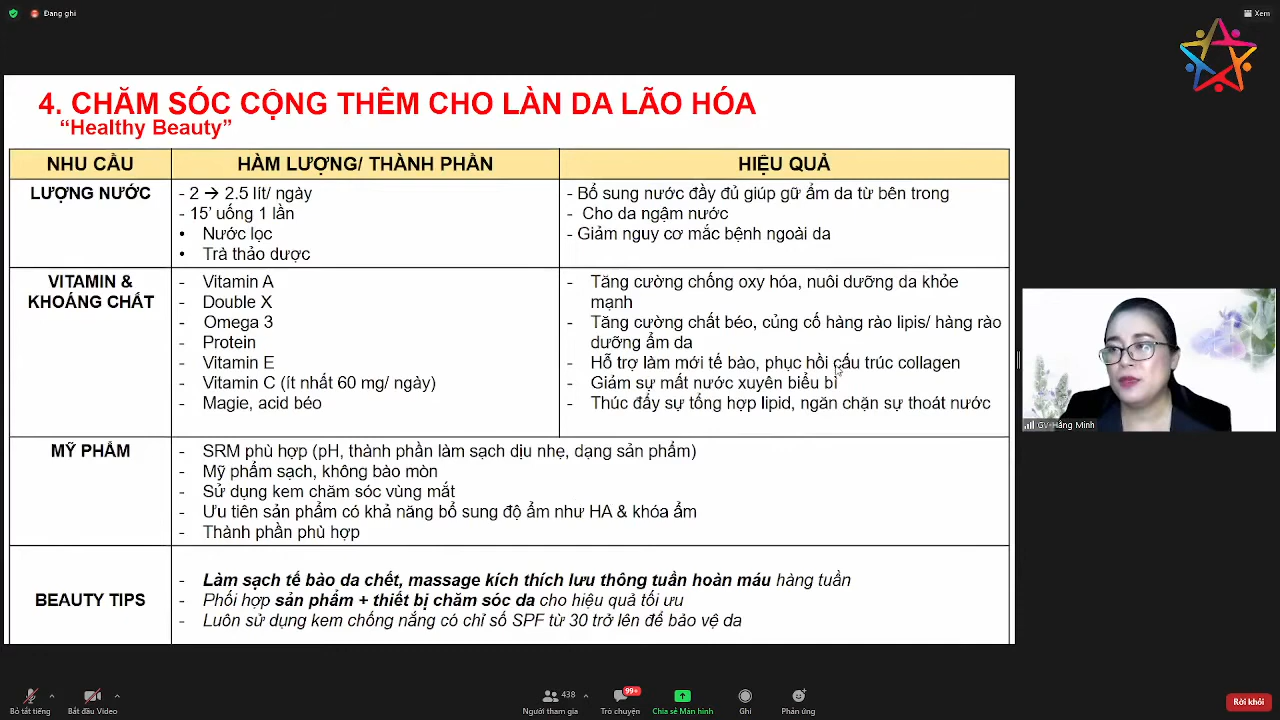 Đang ghi
Xem
4. CHĂM SÓC CỘNG THÊM CHO LÀN DA LÃO HÓA
“Healthy Beauty”
NHU CẦU
HÀM LƯỢNG/ THÀNH PHẦN
HIỆU QUẢ
LƯỢNG NƯỚC
- 2 → 2.5 lít/ ngày
- 15’ uống 1 lần
• Nước lọc
• Trà thảo dược
- Bổ sung nước đầy đủ giúp gữ ẩm da từ bên trong
- Cho da ngậm nước
- Giảm nguy cơ mắc bệnh ngoài da
VITAMIN &
KHOÁNG CHẤT
- Vitamin A
- Double X
- Omega 3
- Protein
- Vitamin E
- Vitamin C (ít nhất 60 mg/ ngày)
- Magie, acid béo
- Tăng cường chống oxy hóa, nuôi dưỡng da khỏe
mạnh
- Tăng cường chất béo, củng cố hàng rào lipis/ hàng rào
dưỡng ẩm da
- Hỗ trợ làm mới tế bào, phục hồi cấu trúc collagen
- Giảm sự mất nước xuyên biểu bì
- Thúc đẩy sự tổng hợp lipid, ngăn chặn sự thoát nước
MỸ PHẨM
- SRM phù hợp (pH, thành phần làm sạch dịu nhẹ, dạng sản phẩm)
- Mỹ phẩm sạch, không bào mòn
- Sử dụng kem chăm sóc vùng mắt
- Ưu tiên sản phẩm có khả năng bổ sung độ ẩm như HA & khóa ẩm
- Thành phần phù hợp
BEAUTY TIPS
- Làm sạch tế bào da chết, massage kích thích lưu thông tuần hoàn máu hàng tuần
- Phối hợp sản phẩm + thiết bị chăm sóc da cho hiệu quả tối ưu
- Luôn sử dụng kem chống nắng có chỉ số SPF từ 30 trở lên để bảo vệ da
GV- Hằng Minh
Bỏ tắt tiếng
Bắt đầu Video
438
Người tham gia
99+
Trò chuyện
Chia sẻ Màn hình
Ghi
Phản ứng
Rời khỏi